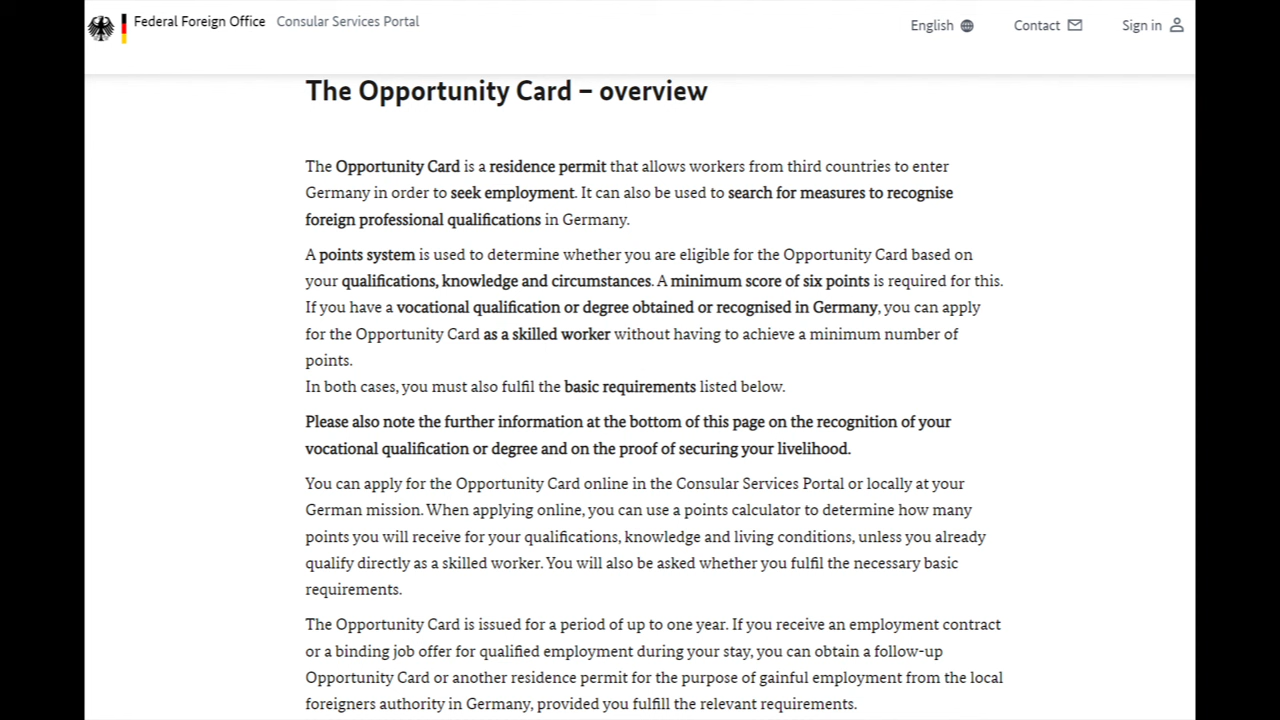 Federal Foreign Office Consular Services Portal English Contact Sign in
The Opportunity Card – overview
The Opportunity Card is a residence permit that allows workers from third countries to enter
Germany in order to seek employment. It can also be used to search for measures to recognise
foreign professional qualifications in Germany.
A points system is used to determine whether you are eligible for the Opportunity Card based on
your qualifications, knowledge and circumstances. A minimum score of six points is required for this.
If you have a vocational qualification or degree obtained or recognised in Germany, you can apply
for the Opportunity Card as a skilled worker without having to achieve a minimum number of
points.
In both cases, you must also fulfil the basic requirements listed below.
Please also note the further information at the bottom of this page on the recognition of your
vocational qualification or degree and on the proof of securing your livelihood.
You can apply for the Opportunity Card online in the Consular Services Portal or locally at your
German mission. When applying online, you can use a points calculator to determine how many
points you will receive for your qualifications, knowledge and living conditions, unless you already
qualify directly as a skilled worker. You will also be asked whether you fulfil the necessary basic
requirements.
The Opportunity Card is issued for a period of up to one year. If you receive an employment contract
or a binding job offer for qualified employment during your stay, you can obtain a follow-up
Opportunity Card or another residence permit for the purpose of gainful employment from the local
foreigners authority in Germany, provided you fulfill the relevant requirements.